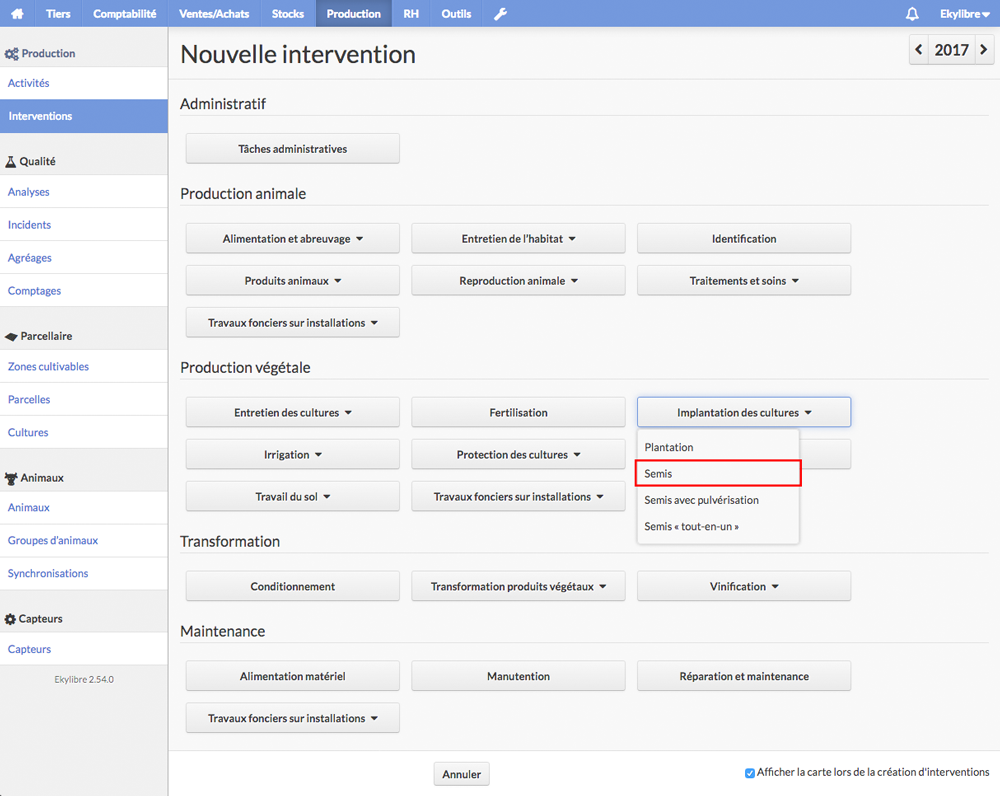 Tiers Comptabilité Ventes/Achats Stocks Production RH Outils Ekylibre
Production
Activités
Interventions
Qualité
Analyses
Incidents
Agréages
Comptages
Parcellaire
Zones cultivables
Parcelles
Cultures
Animaux
Animaux
Groupes d'animaux
Synchronisations
Capteurs
Capteurs
Ekylibre 2.54.0
Nouvelle intervention
2017
Administratif
Tâches administratives
Production animale
Alimentation et abreuvage Entretien de l'habitat Identification
Produits animaux Reproduction animale Traitements et soins
Travaux fonciers sur installations
Production végétale
Entretien des cultures Fertilisation Implantation des cultures
Irrigation Protection des cultures
Travail du sol Travaux fonciers sur installations
Plantation
Semis
Semis avec pulvérisation
Semis « tout-en-un »
Transformation
Conditionnement Transformation produits végétaux Vinification
Maintenance
Alimentation matériel Manutention Réparation et maintenance
Travaux fonciers sur installations
Annuler
Afficher la carte lors de la création d'interventions